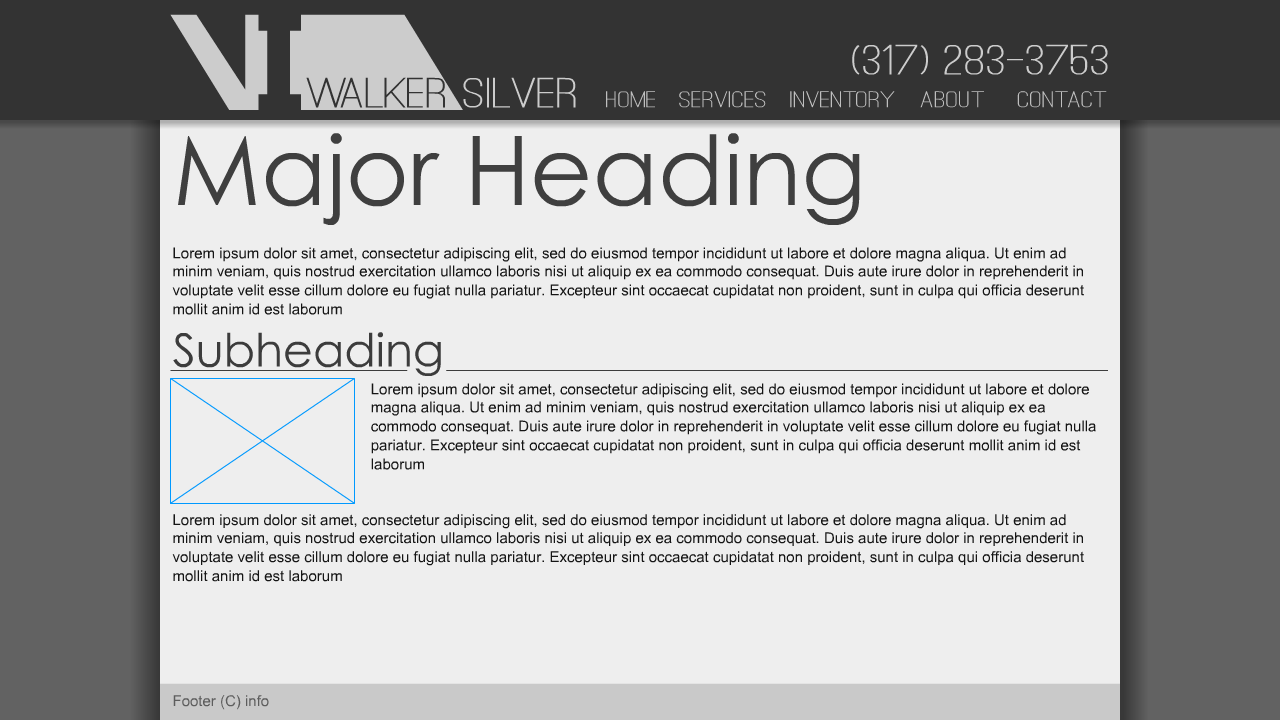 (317) 283-3753
WALKER SILVER
HOME SERVICES INVENTORY ABOUT CONTACT
Major Heading
Lorem ipsum dolor sit amet, consectetur adipiscing elit, sed do eiusmod tempor incididunt ut labore et dolore magna aliqua. Ut enim ad
minim veniam, quis nostrud exercitation ullamco laboris nisi ut aliquip ex ea commodo consequat. Duis aute irure dolor in reprehenderit in
voluptate velit esse cillum dolore eu fugiat nulla pariatur. Excepteur sint occaecat cupidatat non proident, sunt in culpa qui officia deserunt
mollit anim id est laborum
Subheading
Lorem ipsum dolor sit amet, consectetur adipiscing elit, sed do eiusmod tempor incididunt ut labore et dolore
magna aliqua. Ut enim ad minim veniam, quis nostrud exercitation ullamco laboris nisi ut aliquip ex ea
commodo consequat. Duis aute irure dolor in reprehenderit in voluptate velit esse cillum dolore eu fugiat nulla
pariatur. Excepteur sint occaecat cupidatat non proident, sunt in culpa qui officia deserunt mollit anim id est
laborum
Lorem ipsum dolor sit amet, consectetur adipiscing elit, sed do eiusmod tempor incididunt ut labore et dolore magna aliqua. Ut enim ad
minim veniam, quis nostrud exercitation ullamco laboris nisi ut aliquip ex ea commodo consequat. Duis aute irure dolor in reprehenderit in
voluptate velit esse cillum dolore eu fugiat nulla pariatur. Excepteur sint occaecat cupidatat non proident, sunt in culpa qui officia deserunt
mollit anim id est laborum
Footer (C) info